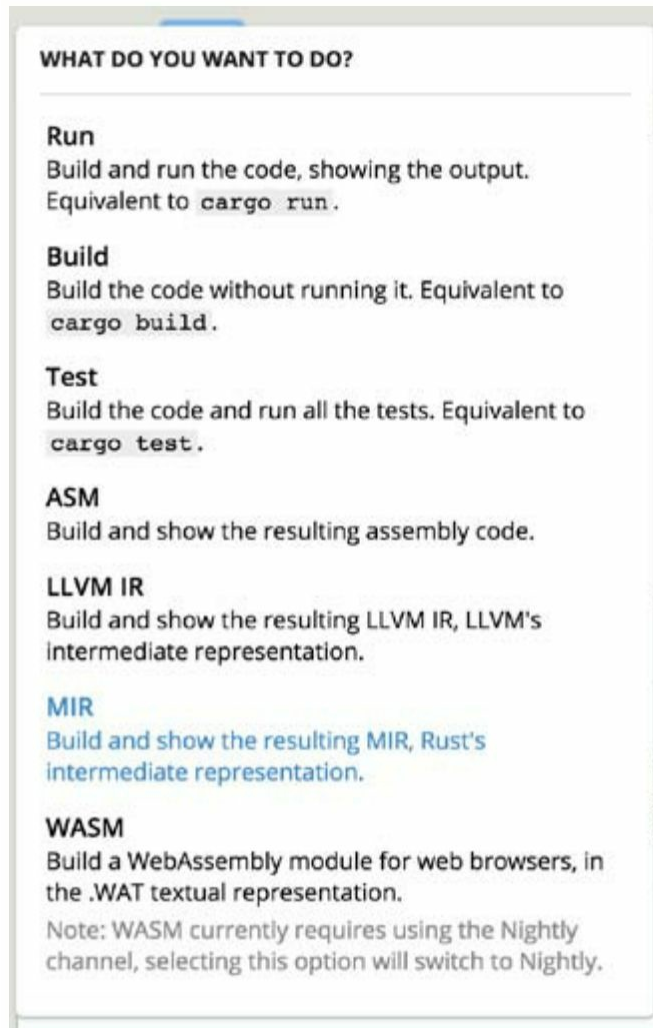 WHAT DO YOU WANT TO DO?
Run
Build and run the code, showing the output.
Equivalent to cargo run.
Build
Build the code without running it. Equivalent to
cargo build.
Test
Build the code and run all the tests. Equivalent to
cargo test.
ASM
Build and show the resulting assembly code.
LLVM IR
Build and show the resulting LLVM IR, LLVM's
intermediate representation.
MIR
Build and show the resulting MIR, Rust's
intermediate representation.
WASM
Build a WebAssembly module for web browsers, in
the .WAT textual representation.
Note: WASM currently requires using the Nightly
channel, selecting this option will switch to Nightly.